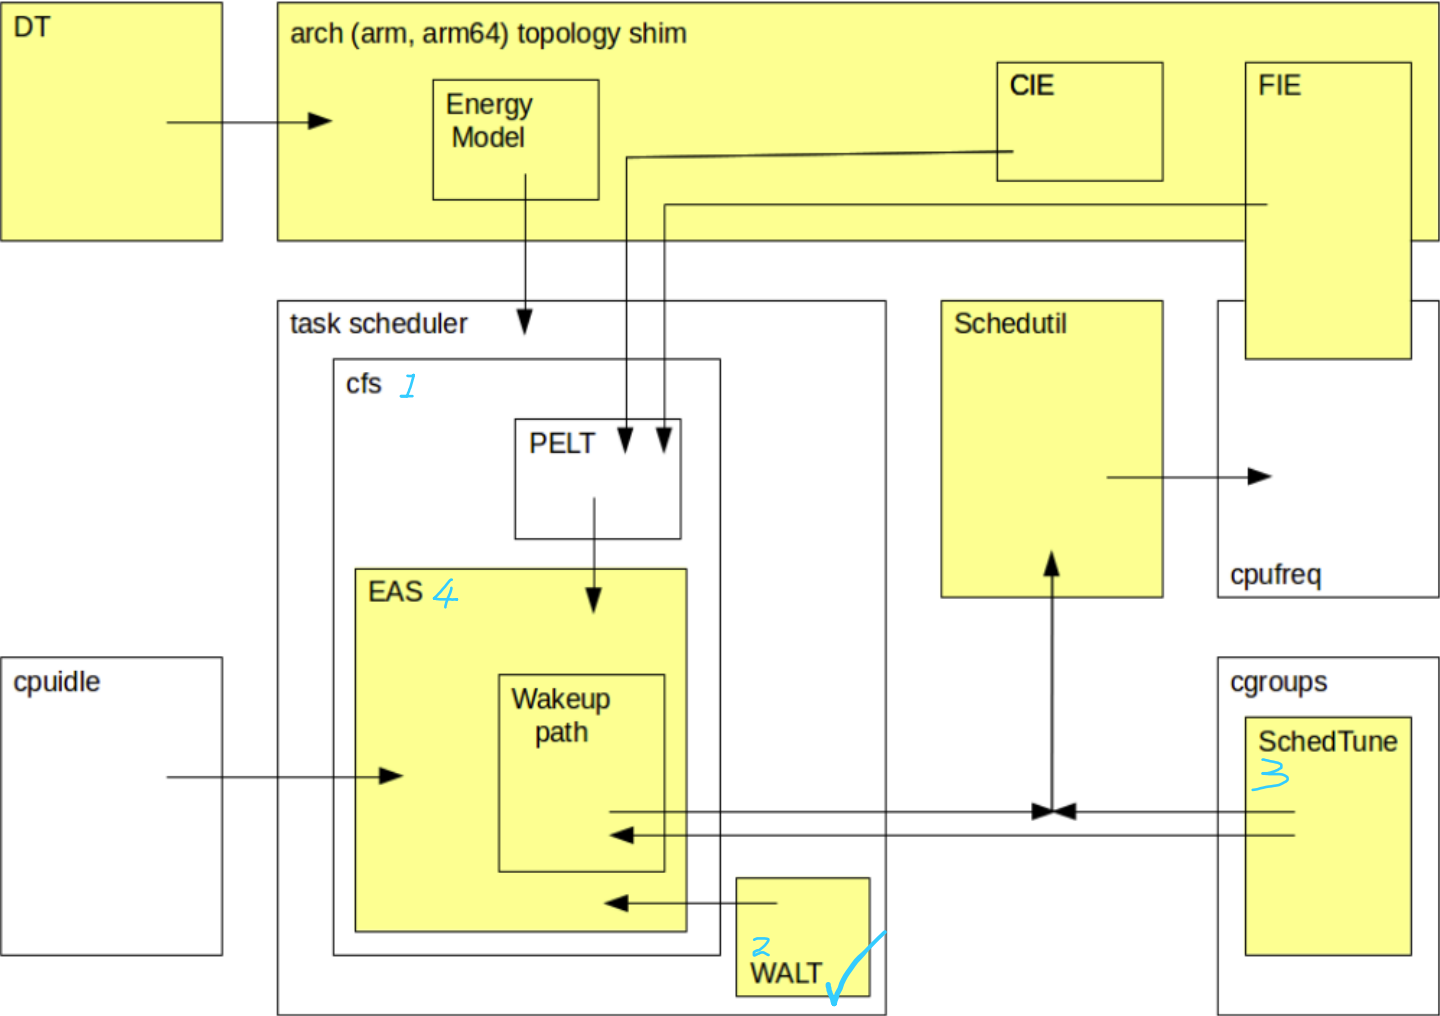 DT
arch (arm, arm64) topology shim
Energy
Model
CIE
FIE
task scheduler
Schedutil
cfs 1
PELT
cpufreq
EAS 4
cpuidle
Wakeup
path
cgroups
SchedTune
3
2
WALT